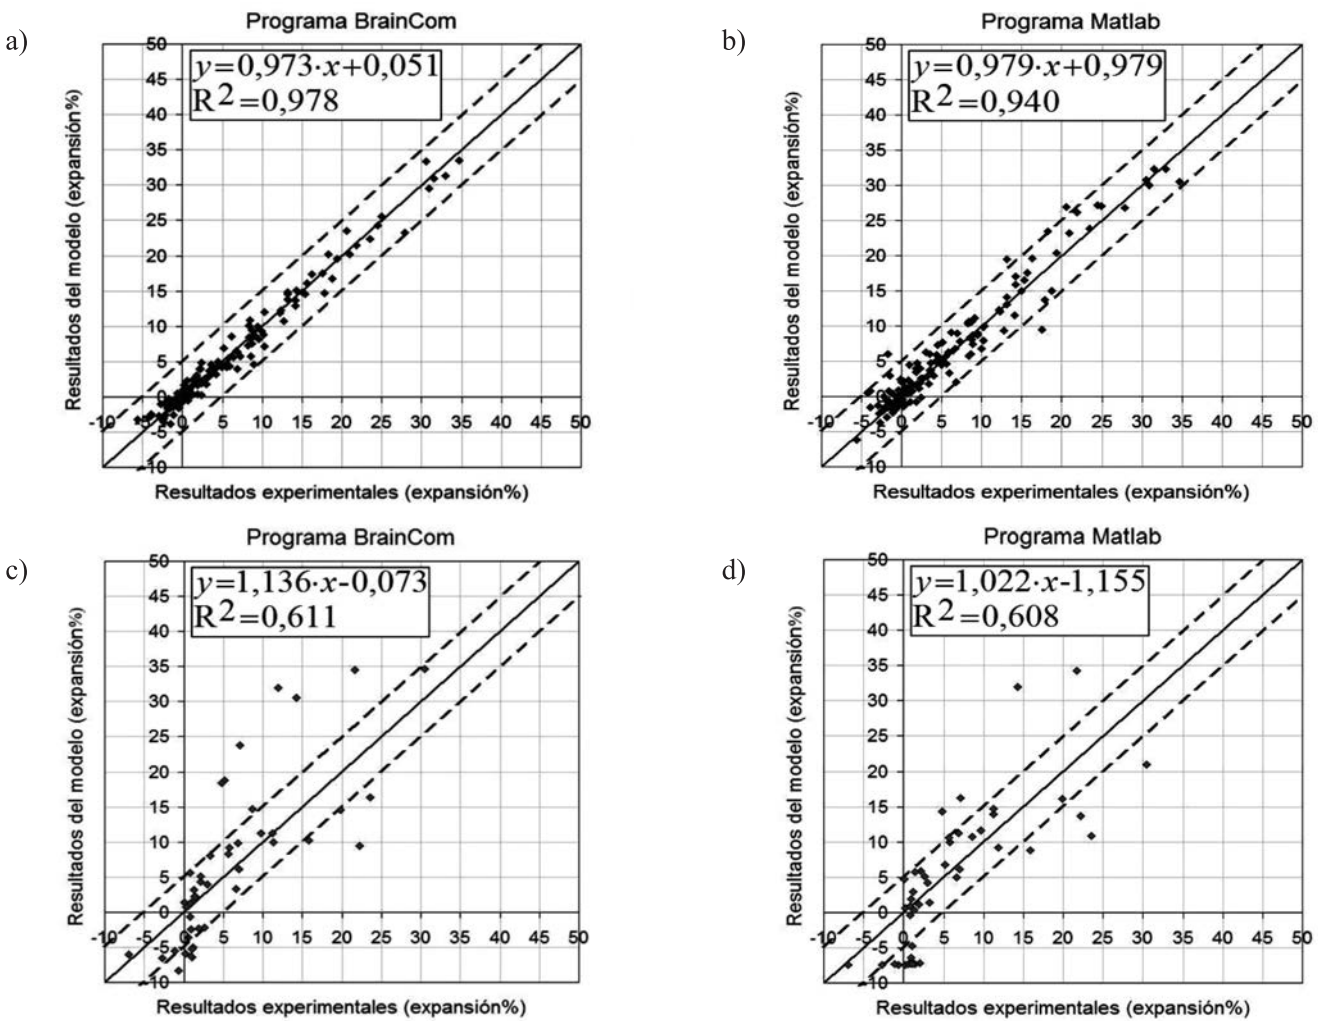 a)
Programa BrainCom
y=0,973·x+0,051
R2=0,978
50
45
40
35
30
25
20
15
10
5
0
-5
-10
-10 -5 0 5 10 15 20 25 30 35 40 45 50
Resultados del modelo (expansión%)
Resultados experimentales (expansión%)
b)
Programa Matlab
y=0,979·x+0,979
R2=0,940
50
45
40
35
30
25
20
15
10
5
0
-5
-10
-10 -5 0 5 10 15 20 25 30 35 40 45 50
Resultados del modelo (expansión%)
Resultados experimentales (expansión%)
c)
Programa BrainCom
y=1,136·x-0,073
R2=0,611
50
45
40
35
30
25
20
15
10
5
0
-5
-10
-10 -5 0 5 10 15 20 25 30 35 40 45 50
Resultados del modelo (expansión%)
Resultados experimentales (expansión%)
d)
Programa Matlab
y=1,022·x-1,155
R2=0,608
50
45
40
35
30
25
20
15
10
5
0
-5
-10
-10 -5 0 5 10 15 20 25 30 35 40 45 50
Resultados del modelo (expansión%)
Resultados experimentales (expansión%)